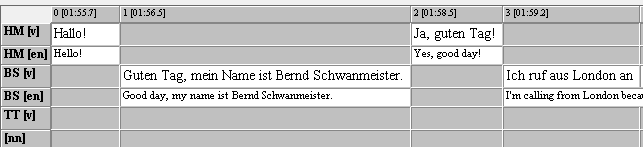 0 [01:55.7] 1 [01:56.5] 2 [01:58.5] 3 [01:59.2]
HM [v] Hallo! Ja, guten Tag!
HM [en] Hello! Yes, good day!
BS [v] Guten Tag, mein Name ist Bernd Schwanmeister. Ich ruf aus London an
BS [en] Good day, my name ist Bernd Schwanmeister. I'm calling from London
TT [v]
[nn]